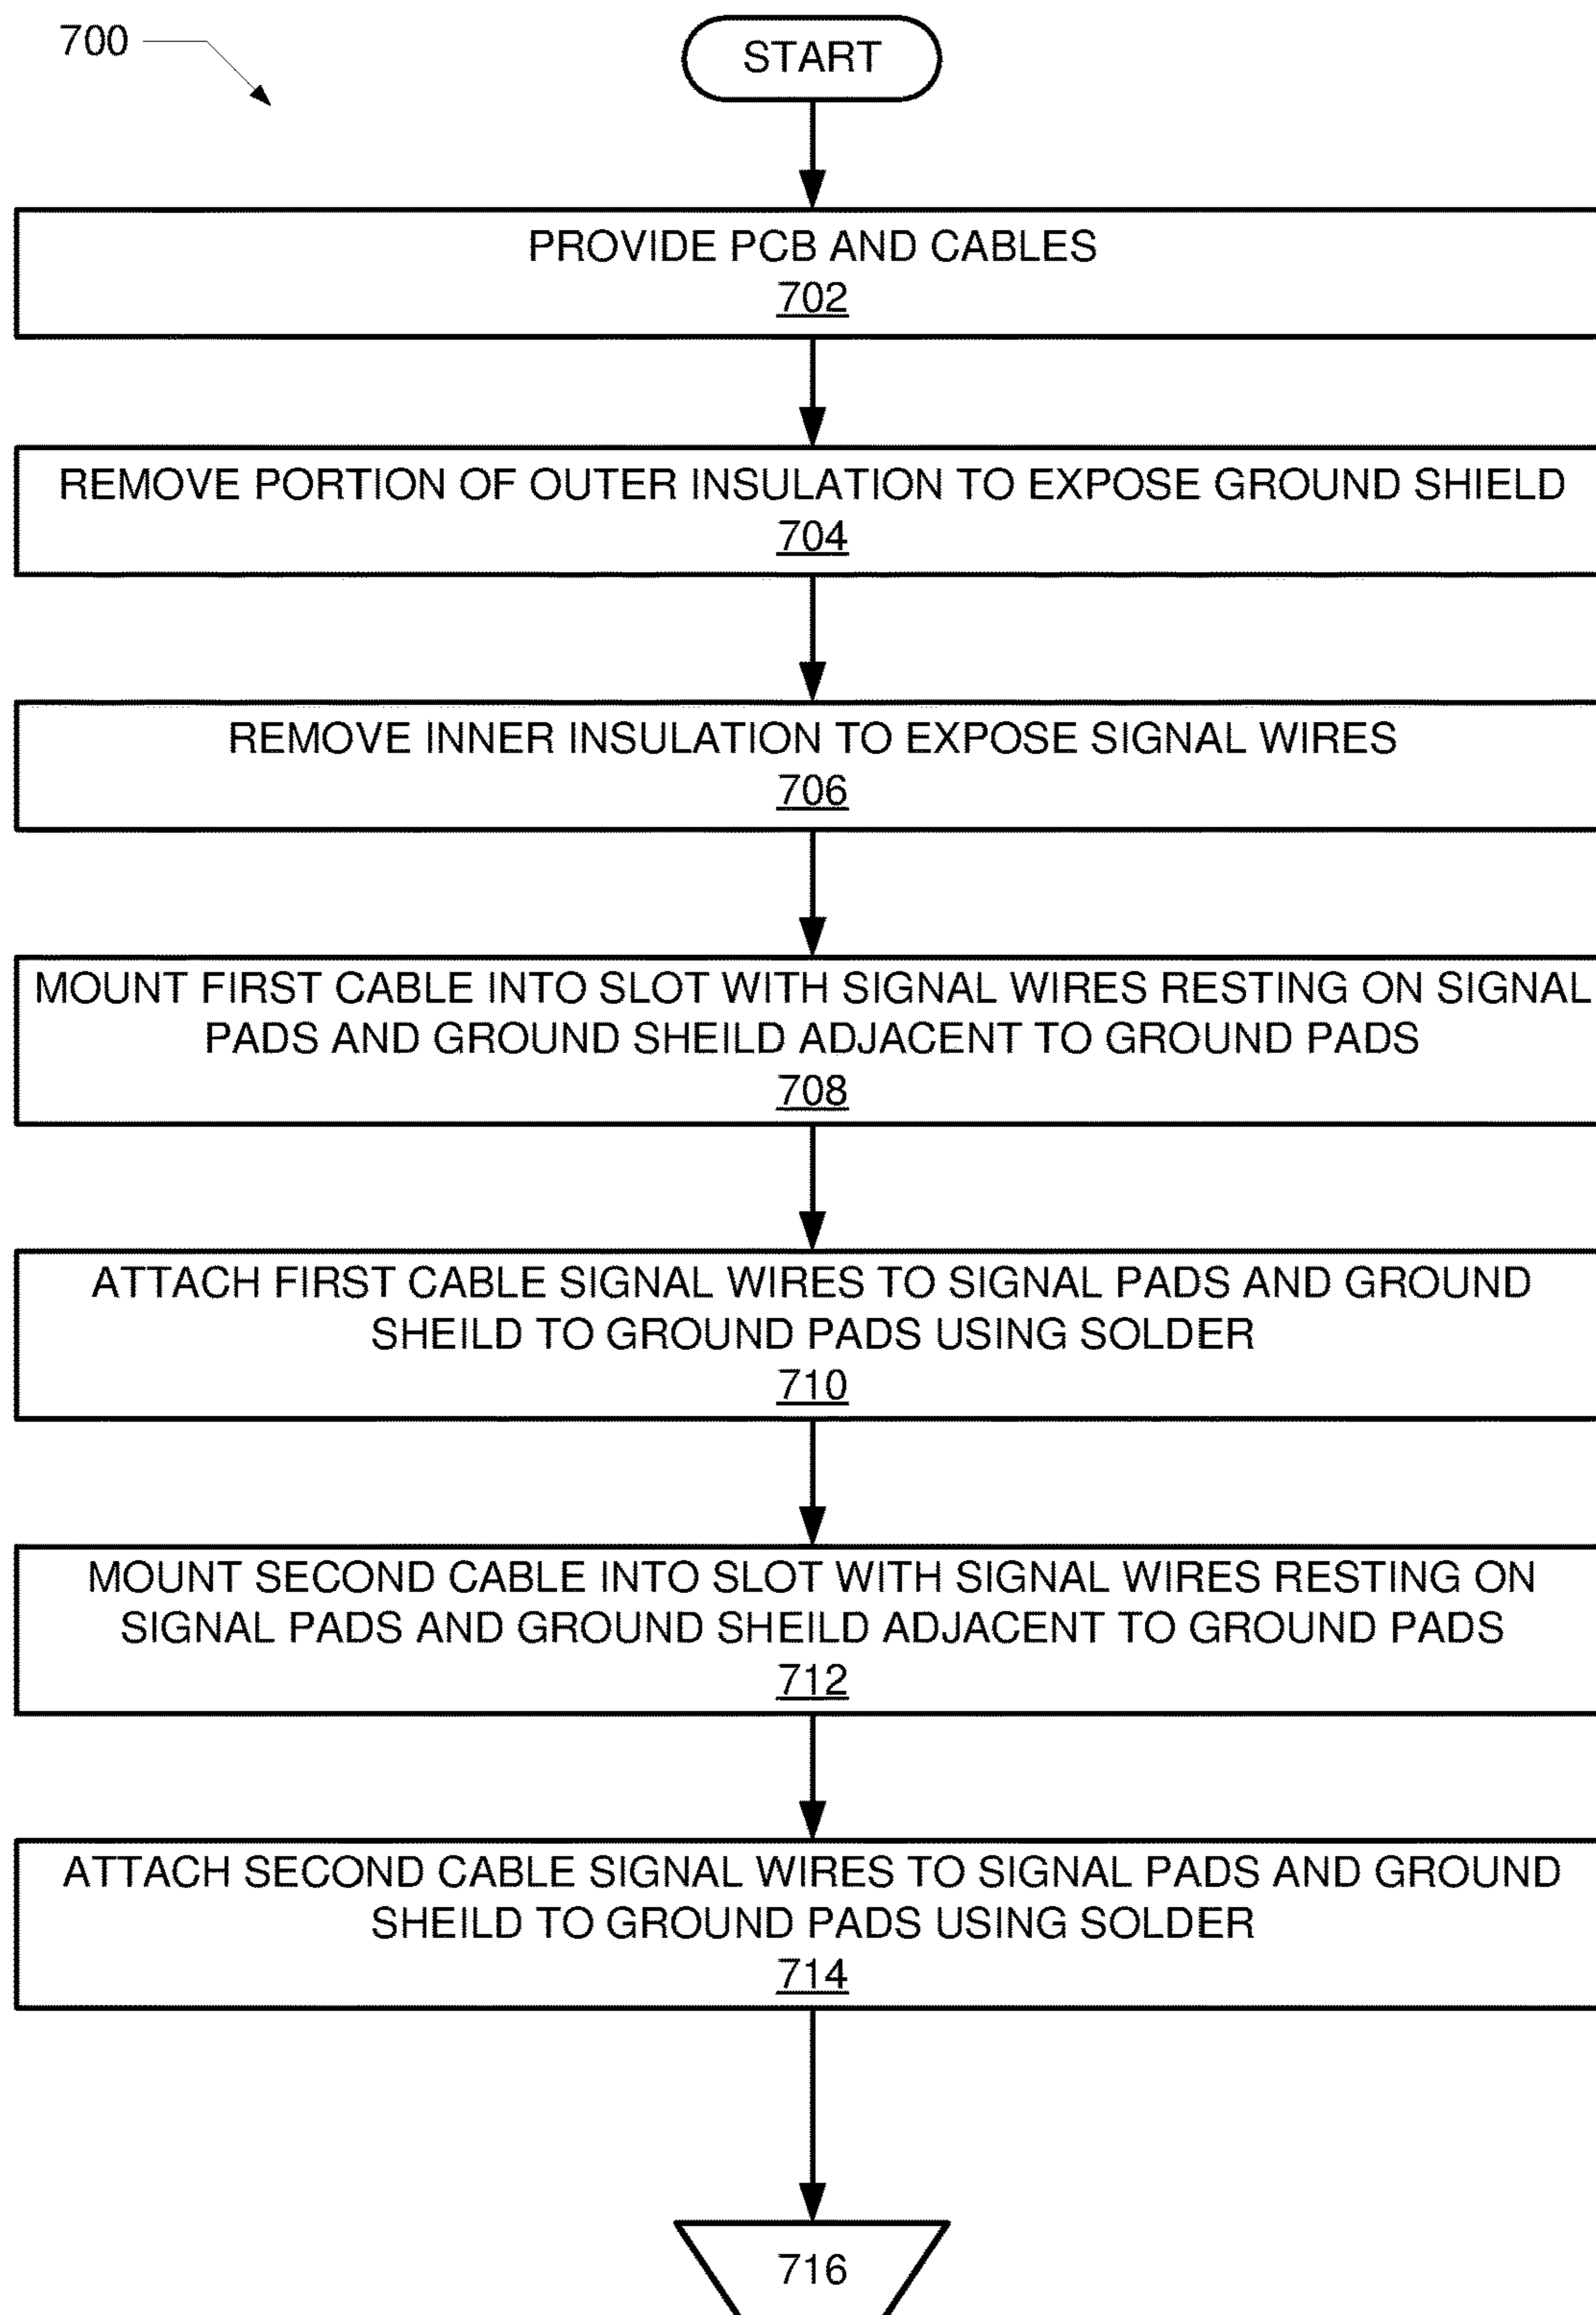 700
START
PROVIDE PCB AND CABLES
702
REMOVE PORTION OF OUTER INSULATION TO EXPOSE GROUND SHIELD
704
REMOVE INNER INSULATION TO EXPOSE SIGNAL WIRES
706
MOUNT FIRST CABLE INTO SLOT WITH SIGNAL WIRES RESTING ON SIGNAL
PADS AND GROUND SHEILD ADJACENT TO GROUND PADS
708
ATTACH FIRST CABLE SIGNAL WIRES TO SIGNAL PADS AND GROUND
SHEILD TO GROUND PADS USING SOLDER
710
MOUNT SECOND CABLE INTO SLOT WITH SIGNAL WIRES RESTING ON
SIGNAL PADS AND GROUND SHEILD ADJACENT TO GROUND PADS
712
ATTACH SECOND CABLE SIGNAL WIRES TO SIGNAL PADS AND GROUND
SHEILD TO GROUND PADS USING SOLDER
714
716